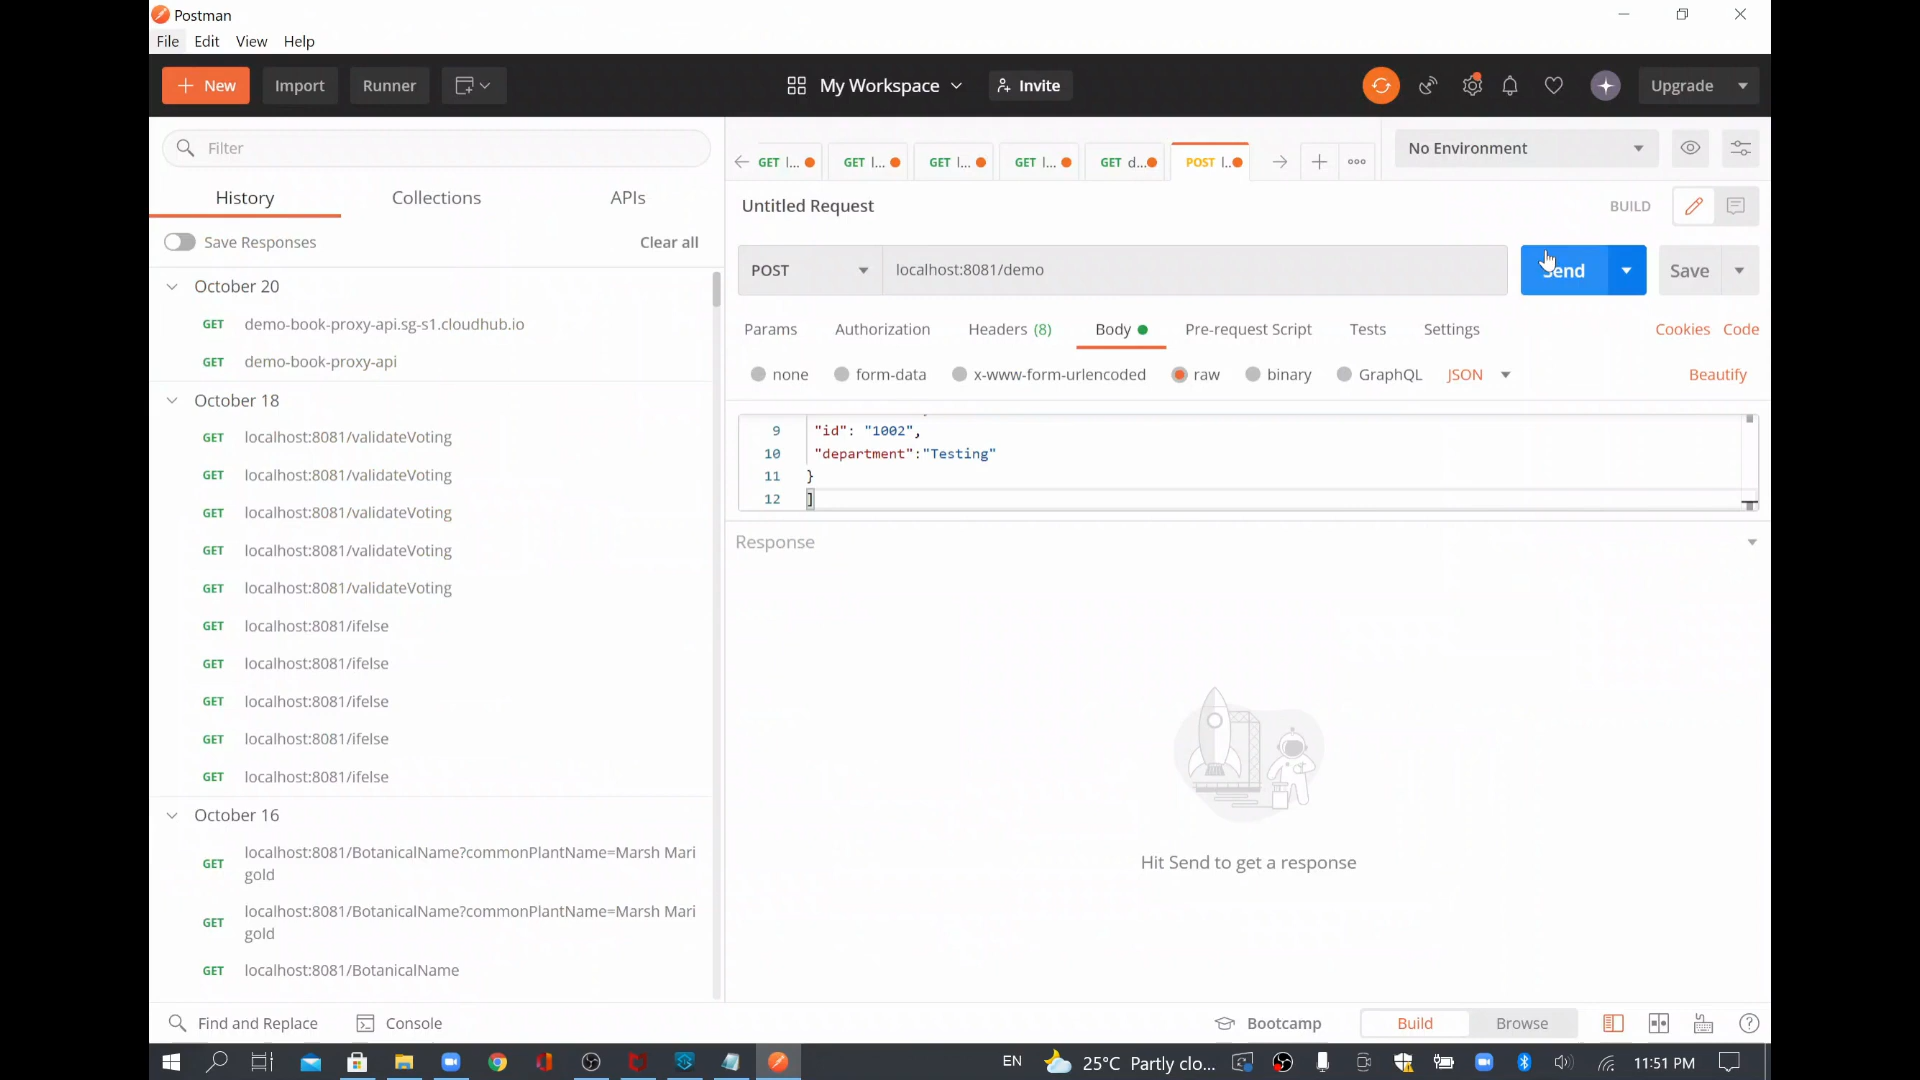 Postman
File Edit View Help
New Import Runner My Workspace Invite Upgrade
Filter
History Collections APIs
Save Responses Clear all
October 20
GET demo-book-proxy-api.sg-s1.cloudhub.io
GET demo-book-proxy-api
October 18
GET localhost:8081/validateVoting
GET localhost:8081/validateVoting
GET localhost:8081/validateVoting
GET localhost:8081/validateVoting
GET localhost:8081/validateVoting
GET localhost:8081/ifelse
GET localhost:8081/ifelse
GET localhost:8081/ifelse
GET localhost:8081/ifelse
GET localhost:8081/ifelse
October 16
GET localhost:8081/BotanicalName?commonPlantName=Marsh Mari
gold
GET localhost:8081/BotanicalName?commonPlantName=Marsh Mari
gold
GET localhost:8081/BotanicalName
GET l... GET l... GET l... GET l... GET d... POST l.. No Environment
Untitled Request BUILD
POST localhost:8081/demo Send Save
Params Authorization Headers (8) Body Pre-request Script Tests Settings Cookies Code
none form-data x-www-form-urlencoded raw binary GraphQL JSON Beautify
9 "id": "1002",
10 "department":"Testing"
11 }
12 ]
Response
Hit Send to get a response
Find and Replace Console Bootcamp Build Browse
EN 25°C Partly clo... 11:51 PM